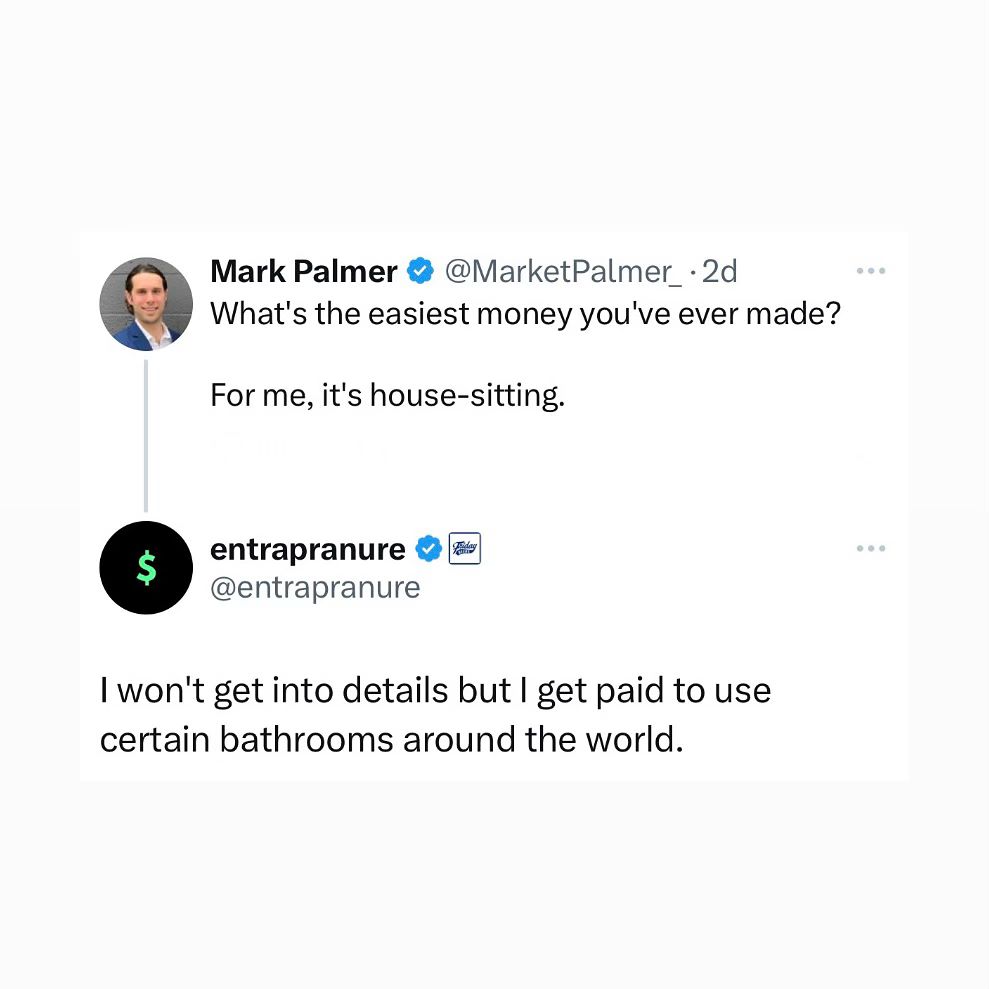 Mark Palmer @MarketPalmer_ · 2d
What's the easiest money you've ever made?
For me, it's house-sitting.
$
entrapranure
Friday
@entrapranure
I won't get into details but I get paid to use
certain bathrooms around the world.